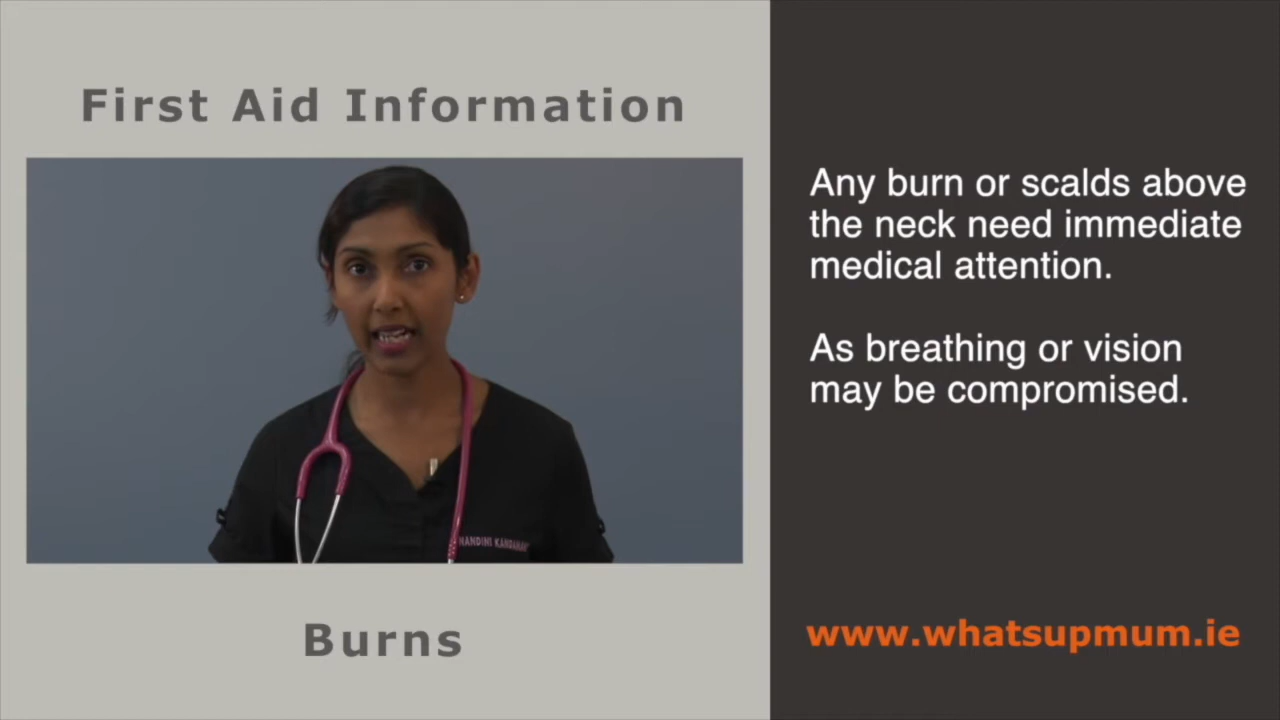 First Aid Information
Any burn or scalds above
the neck need immediate
medical attention.
As breathing or vision
may be compromised.
Burns
www.whatsupmum.ie